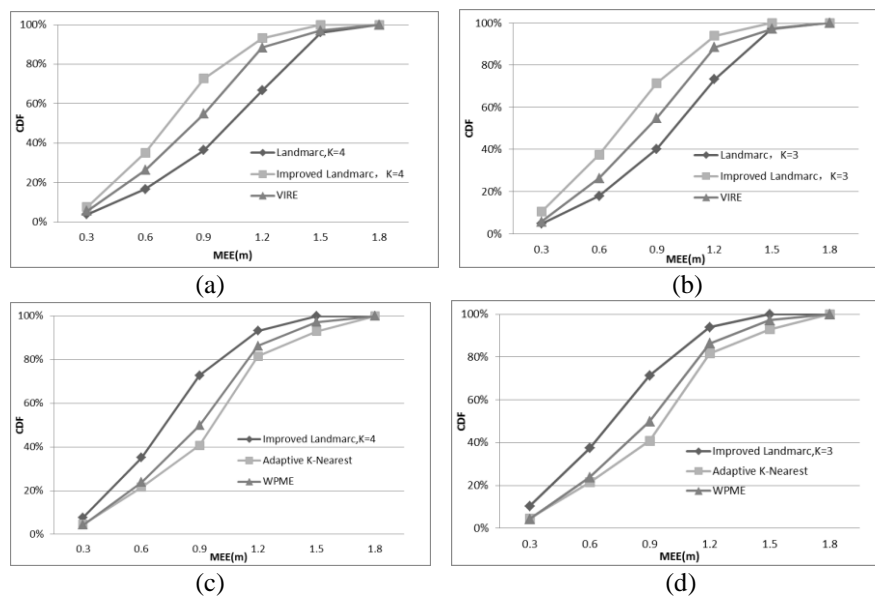 100%
80%
60%
40%
20%
0%
CDF
0.3 0.6 0.9 1.2 1.5 1.8
MEE(m)
Landmarc,K=4
Improved Landmarc，K=4
VIRE
(a)
100%
80%
60%
40%
20%
0%
CDF
0.3 0.6 0.9 1.2 1.5 1.8
MEE(m)
Landmarc，K=3
Improved Landmarc，K=3
VIRE
(b)
100%
80%
60%
40%
20%
0%
CDF
0.3 0.6 0.9 1.2 1.5 1.8
MEE(m)
Improved Landmarc,K=4
Adaptive K-Nearest
WPME
(c)
100%
80%
60%
40%
20%
0%
CDF
0.3 0.6 0.9 1.2 1.5 1.8
MEE(m)
Improved Landmarc,K=3
Adaptive K-Nearest
WPME
(d)